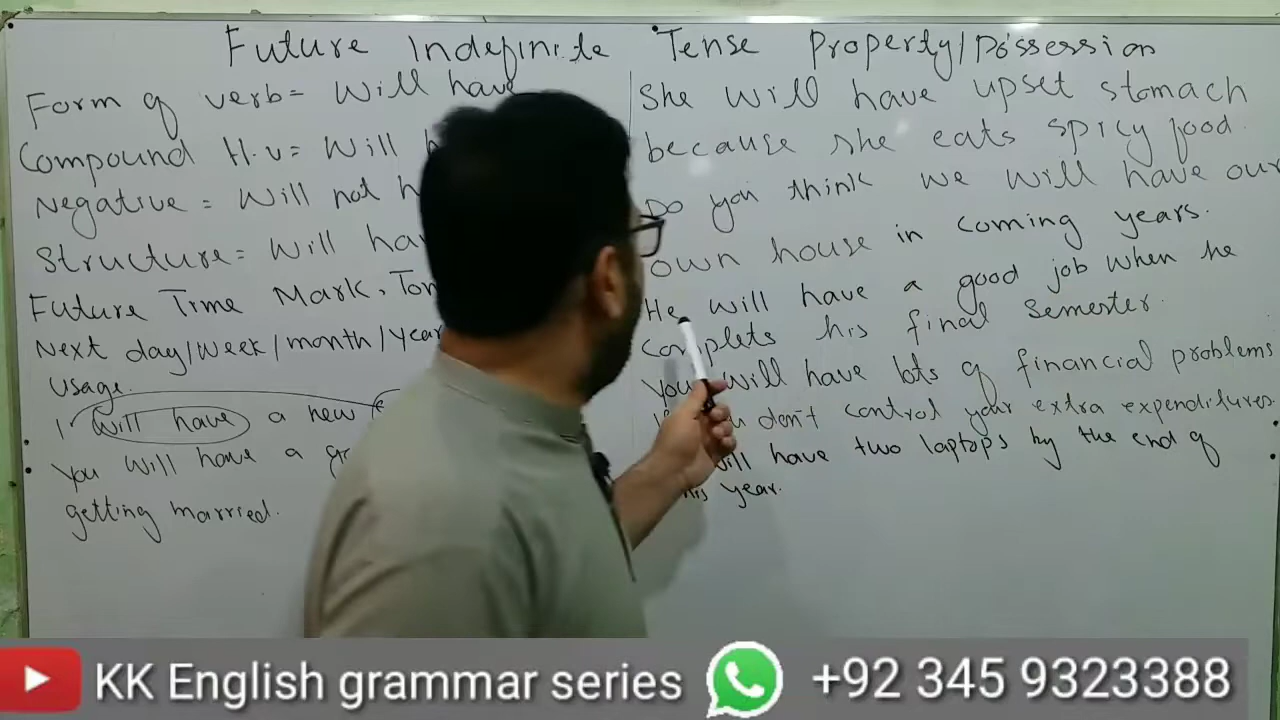 Future Indefinite Tense Property/Possession
Form of verb = Will have
Compound H.v = Will
Negative = Will not
Structure = Will
Future Time Mark,
Next day/week/month/year
Usage.
I will have a new
You will have a
getting married.
She will have upset stomach
because she eats spicy food.
Do you think we will have our
own house in coming years.
He will have a good job when he
completes his final semester.
You will have lots of financial problems
you don't control your extra expenditures.
will have two laptops by the end of
this year.
KK English grammar series +92 345 9323388